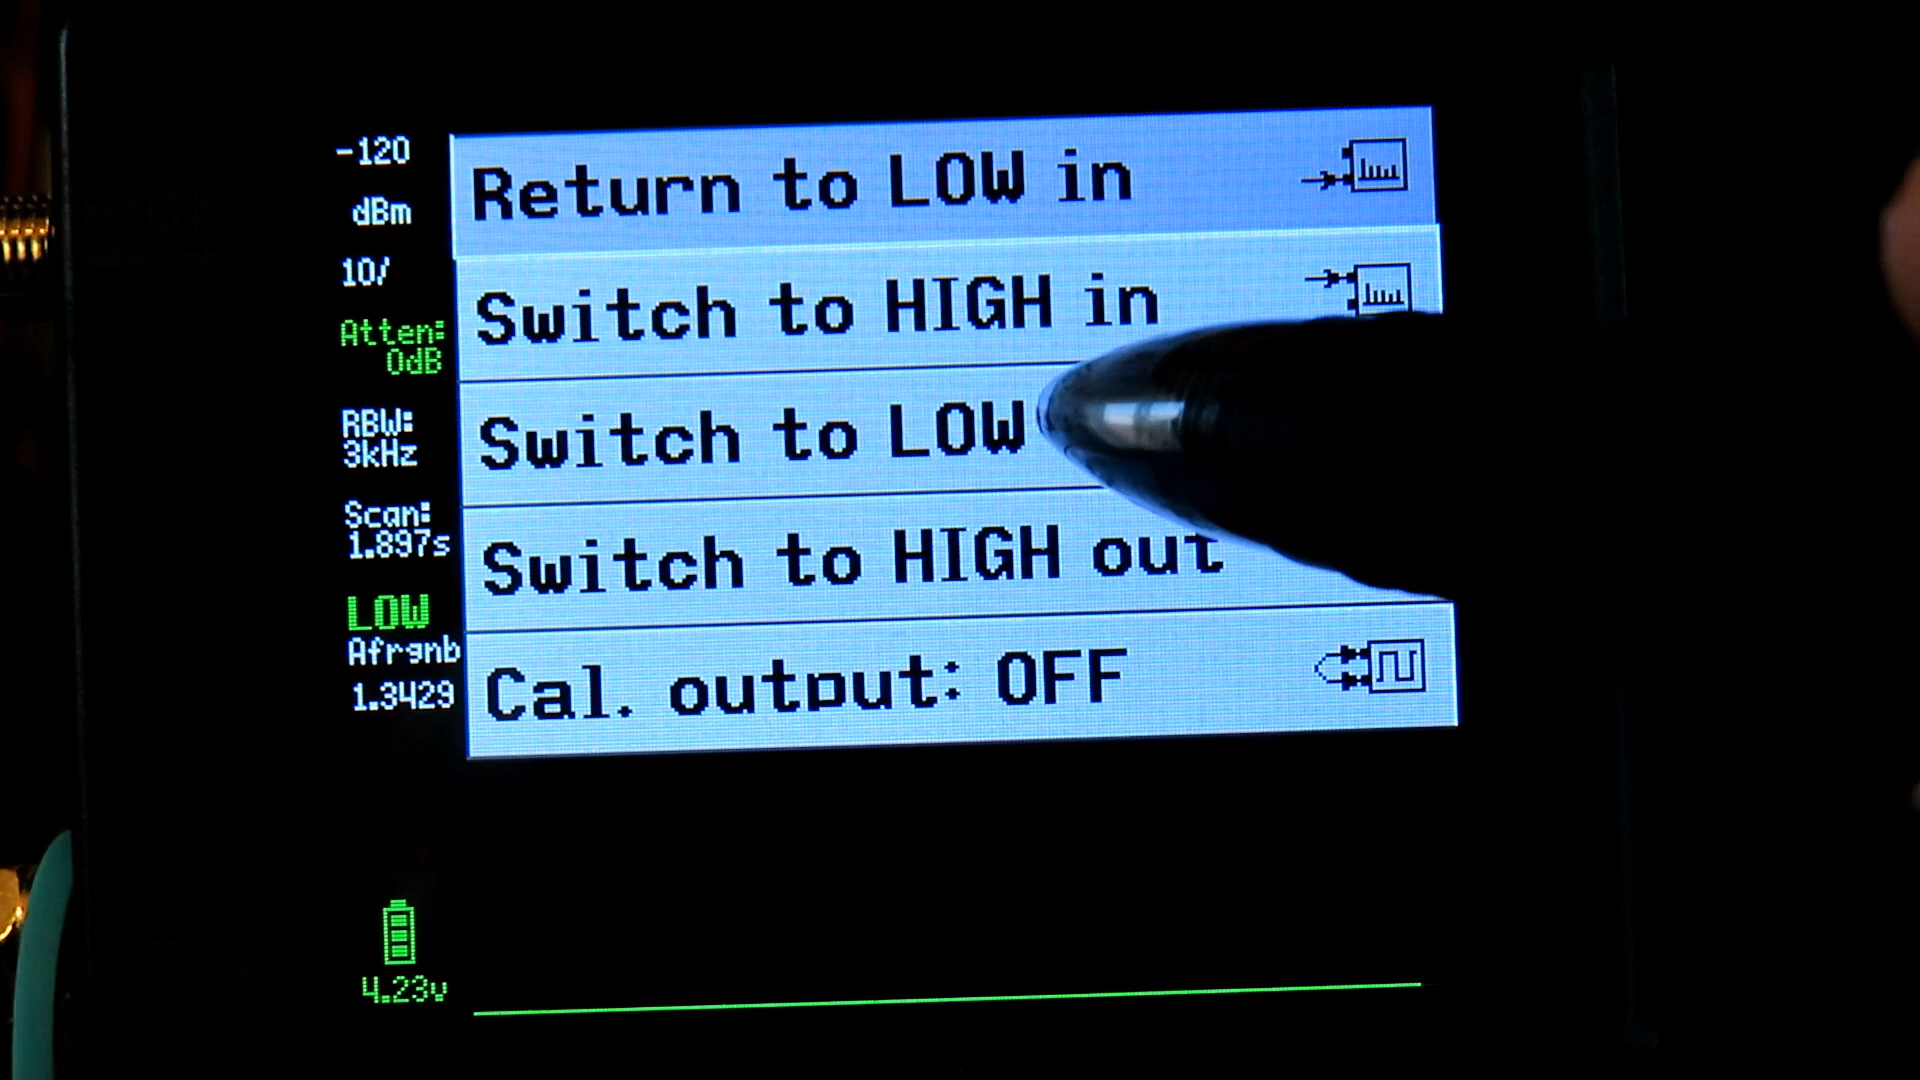 -120
dBm
10/
Atten:
0dB
RBW:
3kHz
Scan:
1.897s
LOW
Afrgnb
1.3429
4.23v
Return to LOW in
Switch to HIGH in
Switch to LOW
Switch to HIGH out
Cal. output: OFF